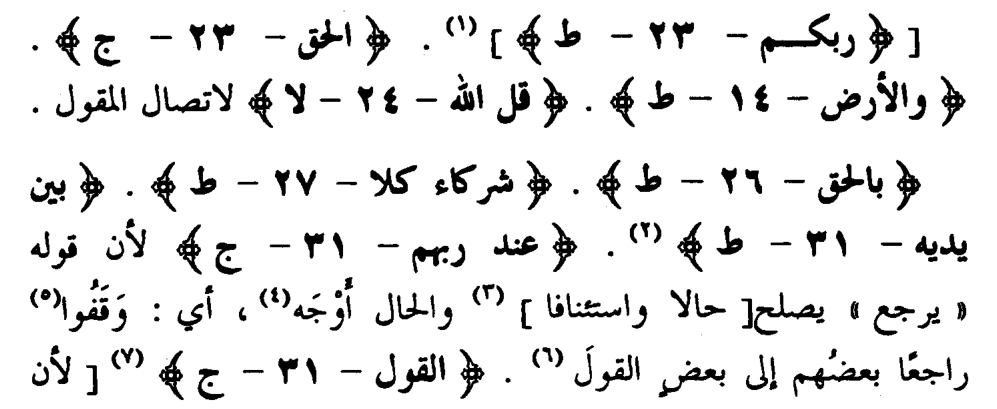 [ ﴿ ربكـــم – ٢٣ – ط ﴾ ] (١) . ﴿ الحق – ٢٣ – ج ﴾ .
﴿ والأرض – ١٤ – ط ﴾ . ﴿ قل الله – ٢٤ – لا ﴾ لاتصال المقول .
﴿ بالحق – ٢٦ – ط ﴾ . ﴿ شركاء كلا – ٢٧ – ط ﴾ . ﴿ بين
يديه – ٣١ – ط ﴾ (٢) . ﴿ عند ربهم – ٣١ – ج ﴾ لأن قوله
« يرجع » يصلح [ حالا واستئنافا ] (٣) والحال أَوْجَه (٤) ، أي : وَقَفُوا (٥)
راجعًا بعضُهم إلى بعضٍ القولَ (٦) . ﴿ القول – ٣١ – ج ﴾ (٧) [ لأن